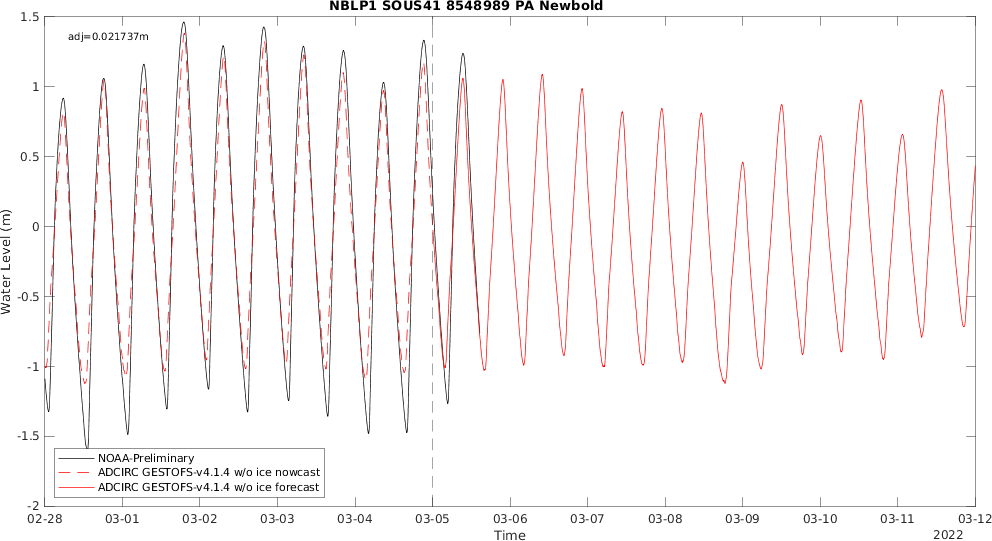 NBLP1 SOUS41 8548989 PA Newbold
adj=0.021737m
1.5
1
0.5
0
-0.5
-1
-1.5
-2
Water Level (m)
NOAA-Preliminary
ADCIRC GESTOFS-v4.1.4 w/o ice nowcast
ADCIRC GESTOFS-v4.1.4 w/o ice forecast
02-28 03-01 03-02 03-03 03-04 03-05 03-06 03-07 03-08 03-09 03-10 03-11 03-12
Time
2022